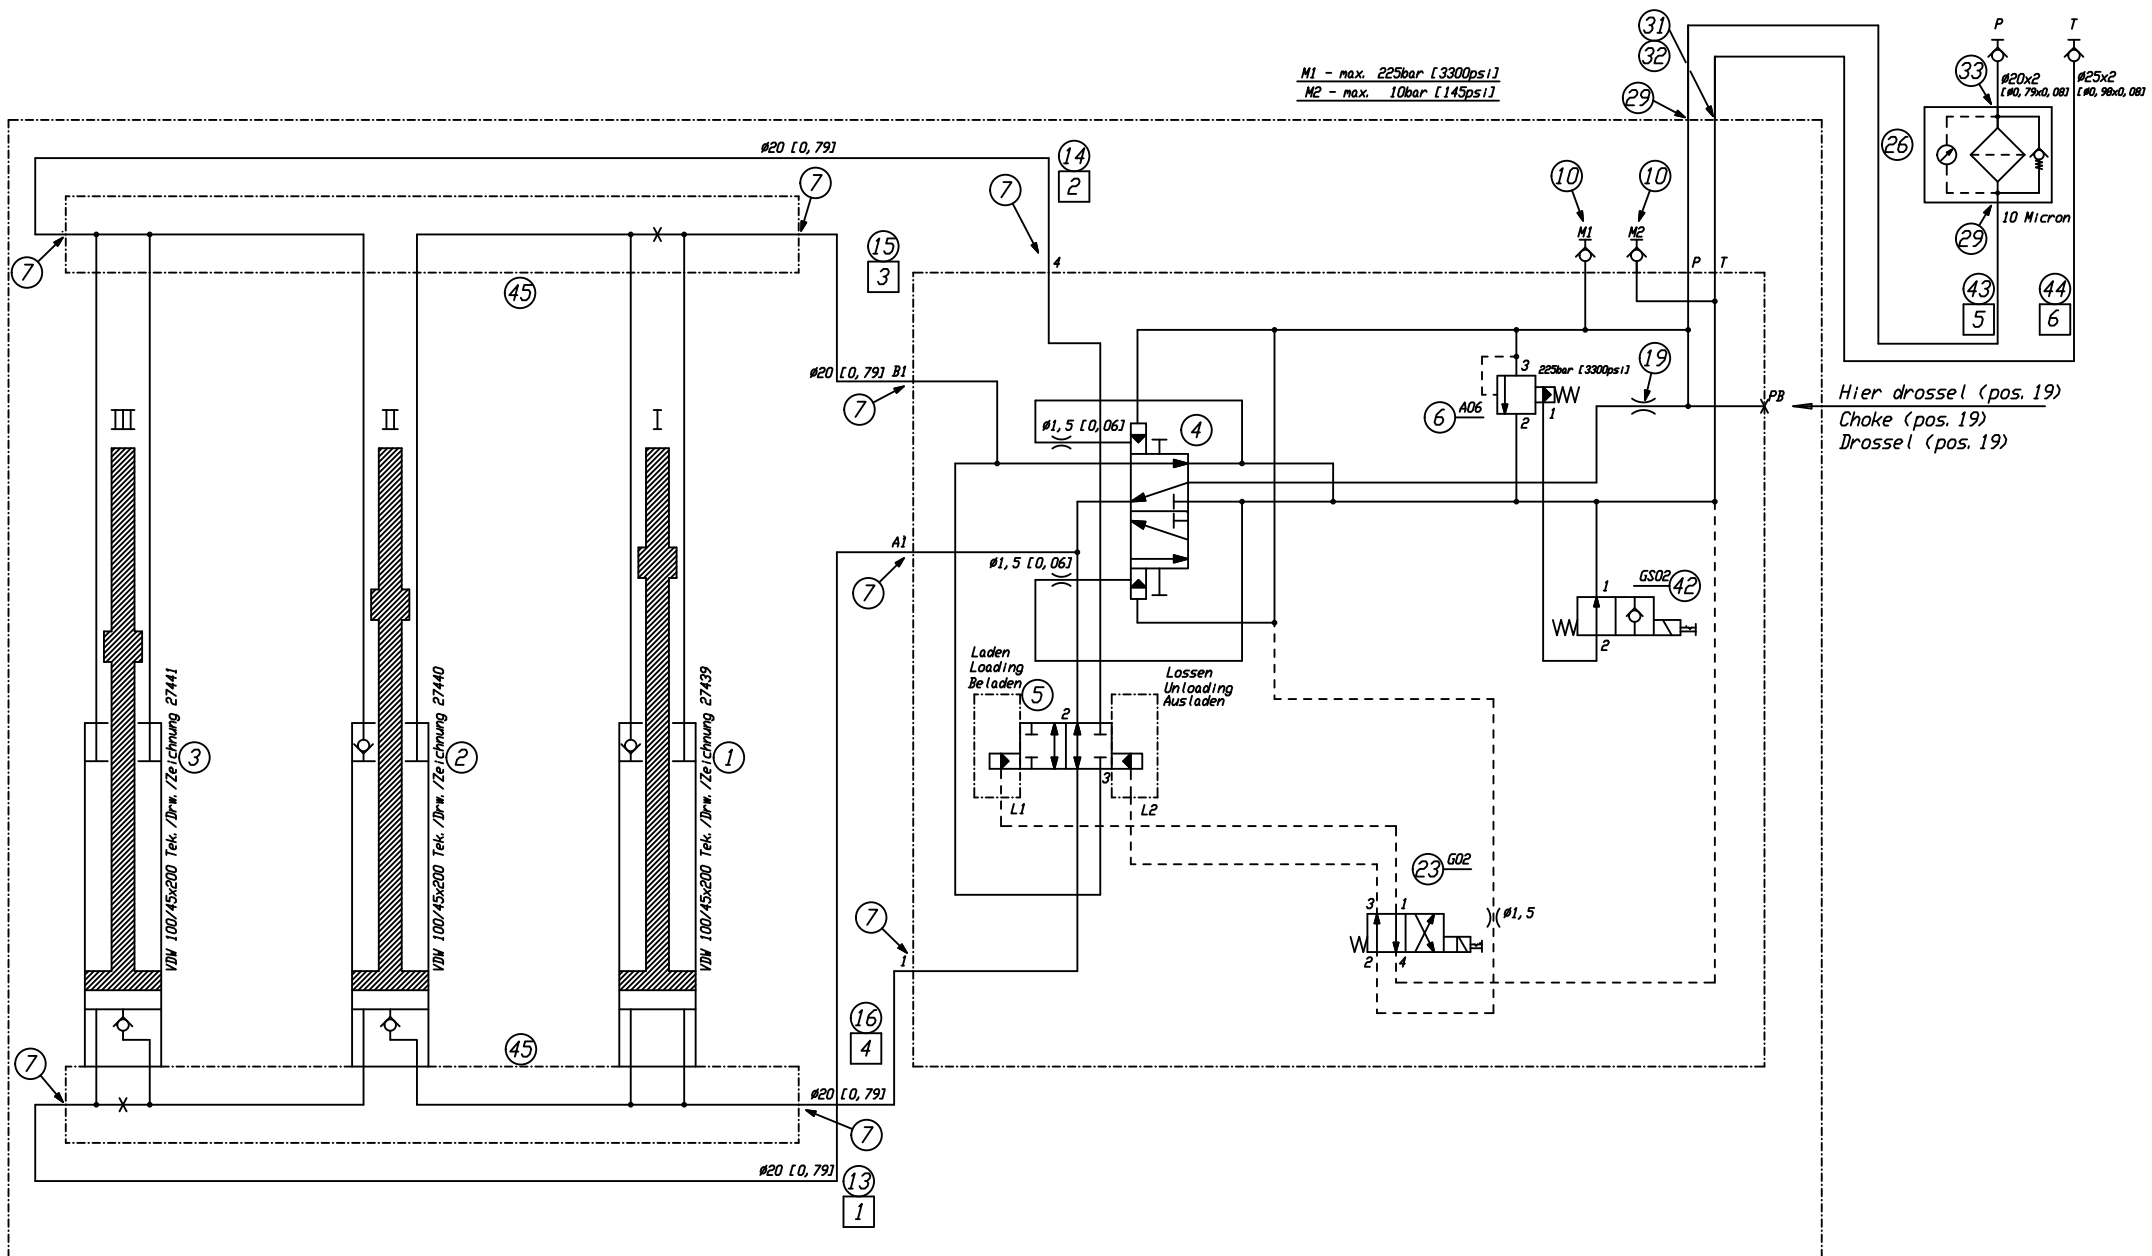 31
32
29
M1 - max. 225bar [3300psi]
M2 - max. 10bar [145psi]
P
T
33
ø20x2
[ø0,79x0,08]
ø25x2
[ø0,98x0,08]
26
10 Micron
29
43
5
44
6
ø20 [0,79]
14
2
7
7
7
45
15
3
4
10
10
M1
M2
P
T
ø20 [0,79] B1
7
III
II
I
ø1,5 [0,06]
4
6
A06
3
225bar [3300psi]
1
2
19
PB
Hier drossel (pos. 19)
Choke (pos. 19)
Drossel (pos. 19)
A1
7
ø1,5 [0,06]
GS02
42
1
2
Laden
Loading
Beladen
5
2
3
Lossen
Unloading
Ausladen
L1
L2
VDW 100/45x200 Tek./Drw./Zeichnung 27441
3
VDW 100/45x200 Tek./Drw./Zeichnung 27440
2
VDW 100/45x200 Tek./Drw./Zeichnung 27439
1
23
G02
3
1
2
4
ø1,5
7
1
16
4
7
45
ø20 [0,79]
7
ø20 [0,79]
13
1